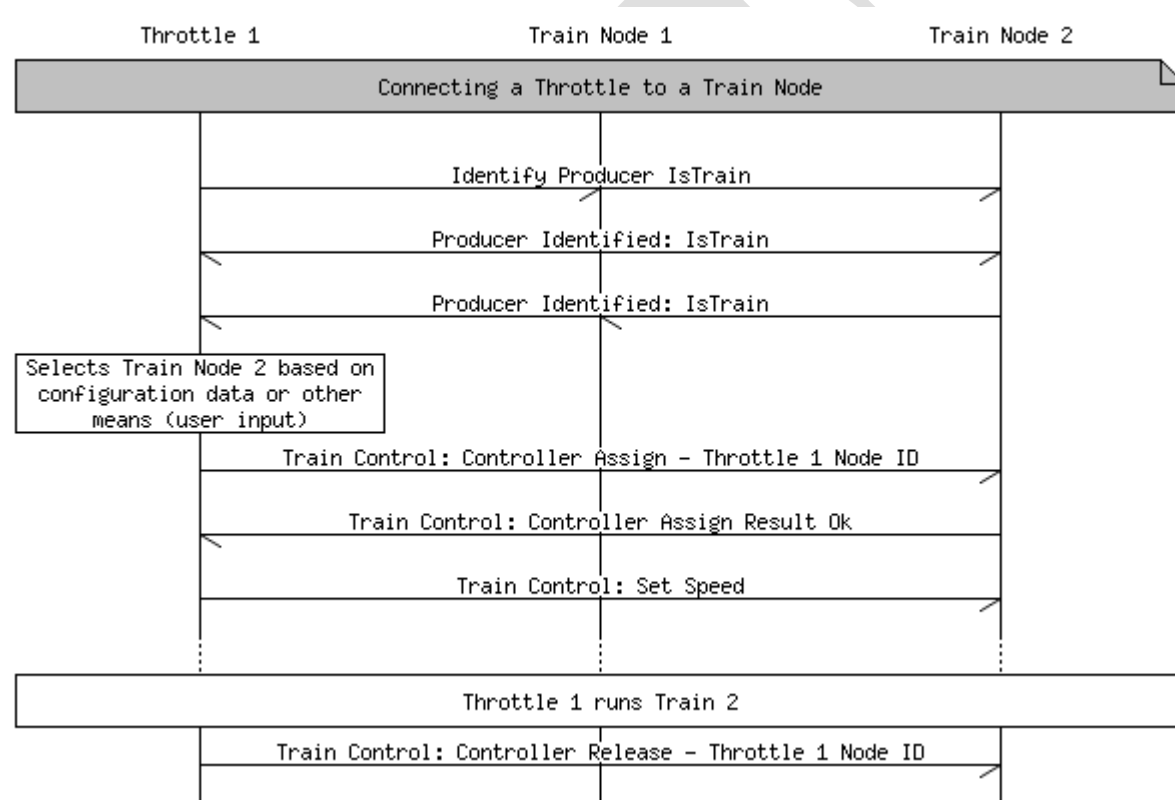 Throttle 1 Train Node 1 Train Node 2
Connecting a Throttle to a Train Node
Identify Producer IsTrain
Producer Identified: IsTrain
Producer Identified: IsTrain
Selects Train Node 2 based on
configuration data or other
means (user input)
Train Control: Controller Assign – Throttle 1 Node ID
Train Control: Controller Assign Result Ok
Train Control: Set Speed
Throttle 1 runs Train 2
Train Control: Controller Release – Throttle 1 Node ID